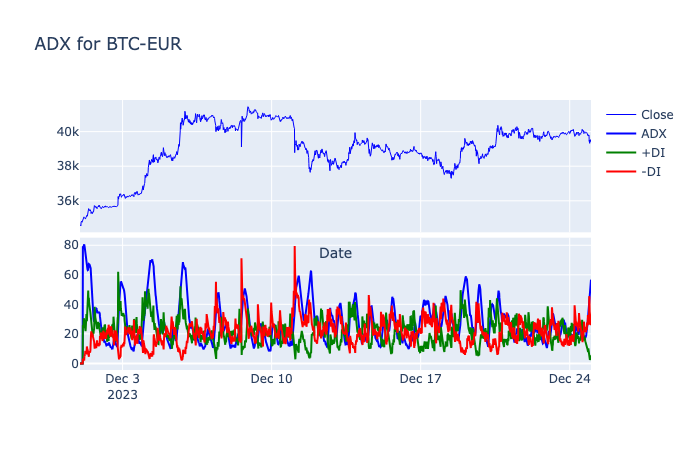 ADX for BTC-EUR
Close
ADX
+DI
-DI
40k
38k
36k
80
60
40
20
0
Date
Dec 3
2023
Dec 10
Dec 17
Dec 24